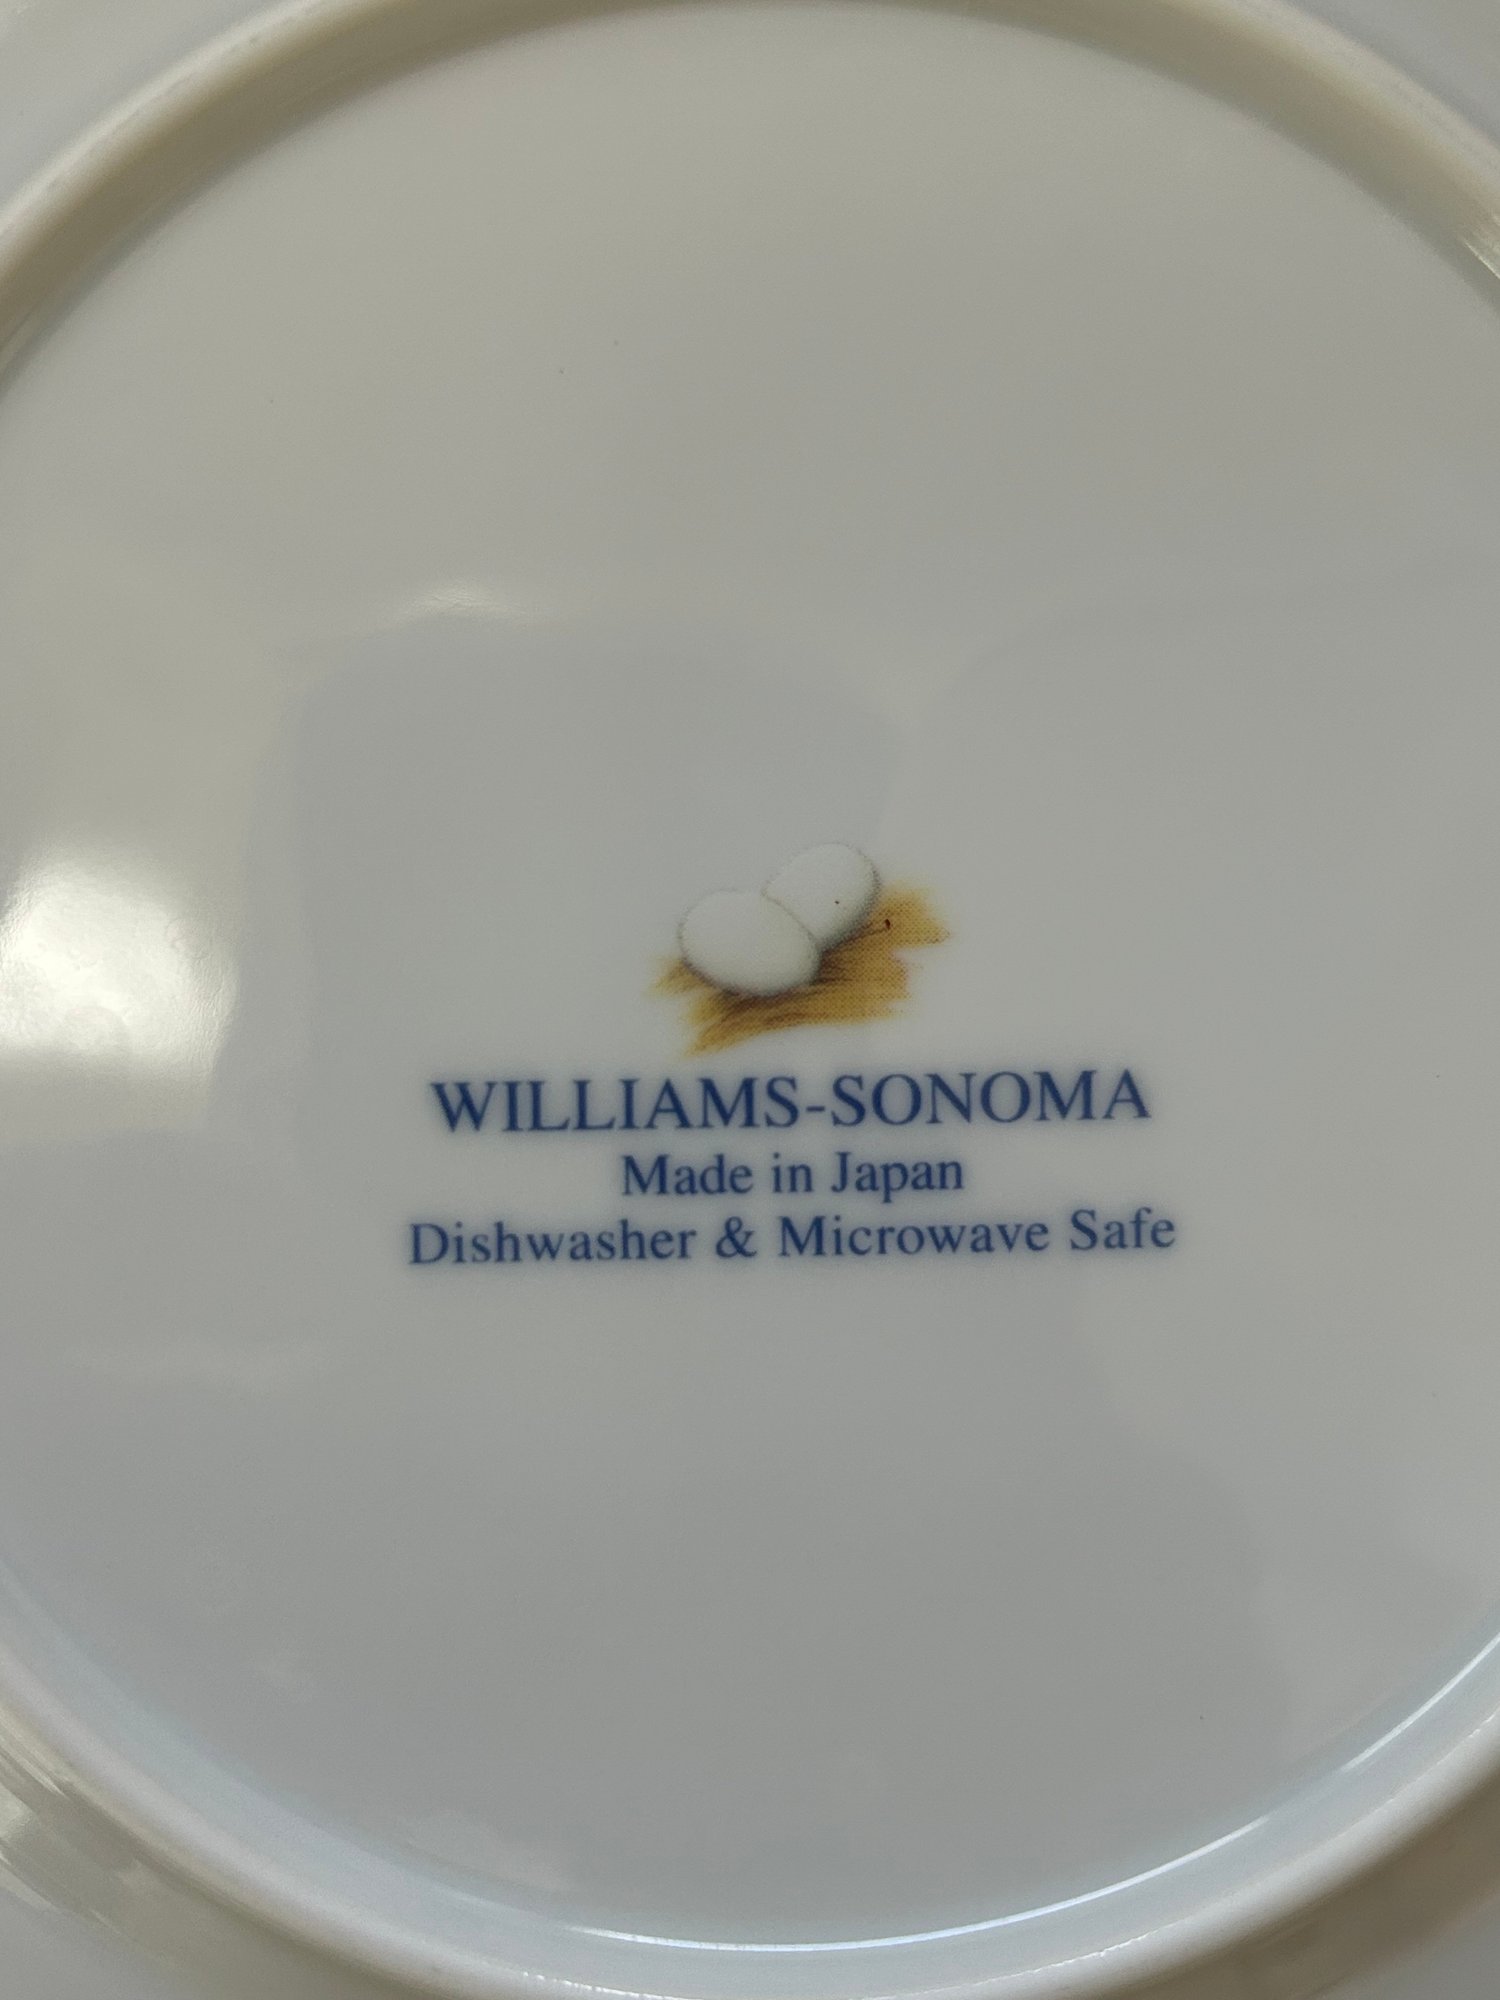 WILLIAMS-SONOMA
Made in Japan
Dishwasher & Microwave Safe